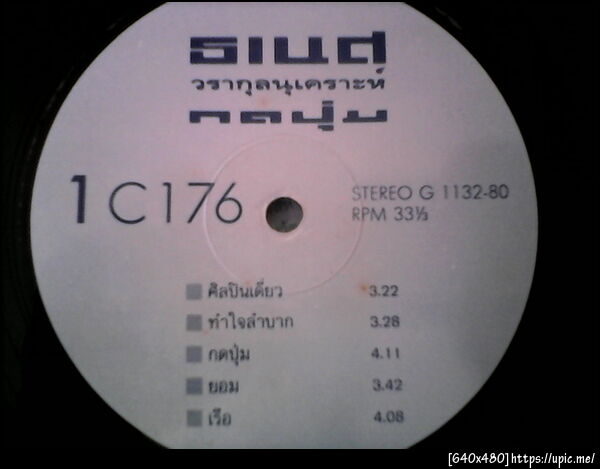 ธเนส
วรากุลนุเคราะห์
กดปุ่ม
1 C176
STEREO G 1132-80
RPM 33⅓
ศิลปินเดี่ยว 3.22
ทำใจลำบาก 3.28
กดปุ่ม 4.11
ยอม 3.42
เรือ 4.08
[640x480]https://upic.me/